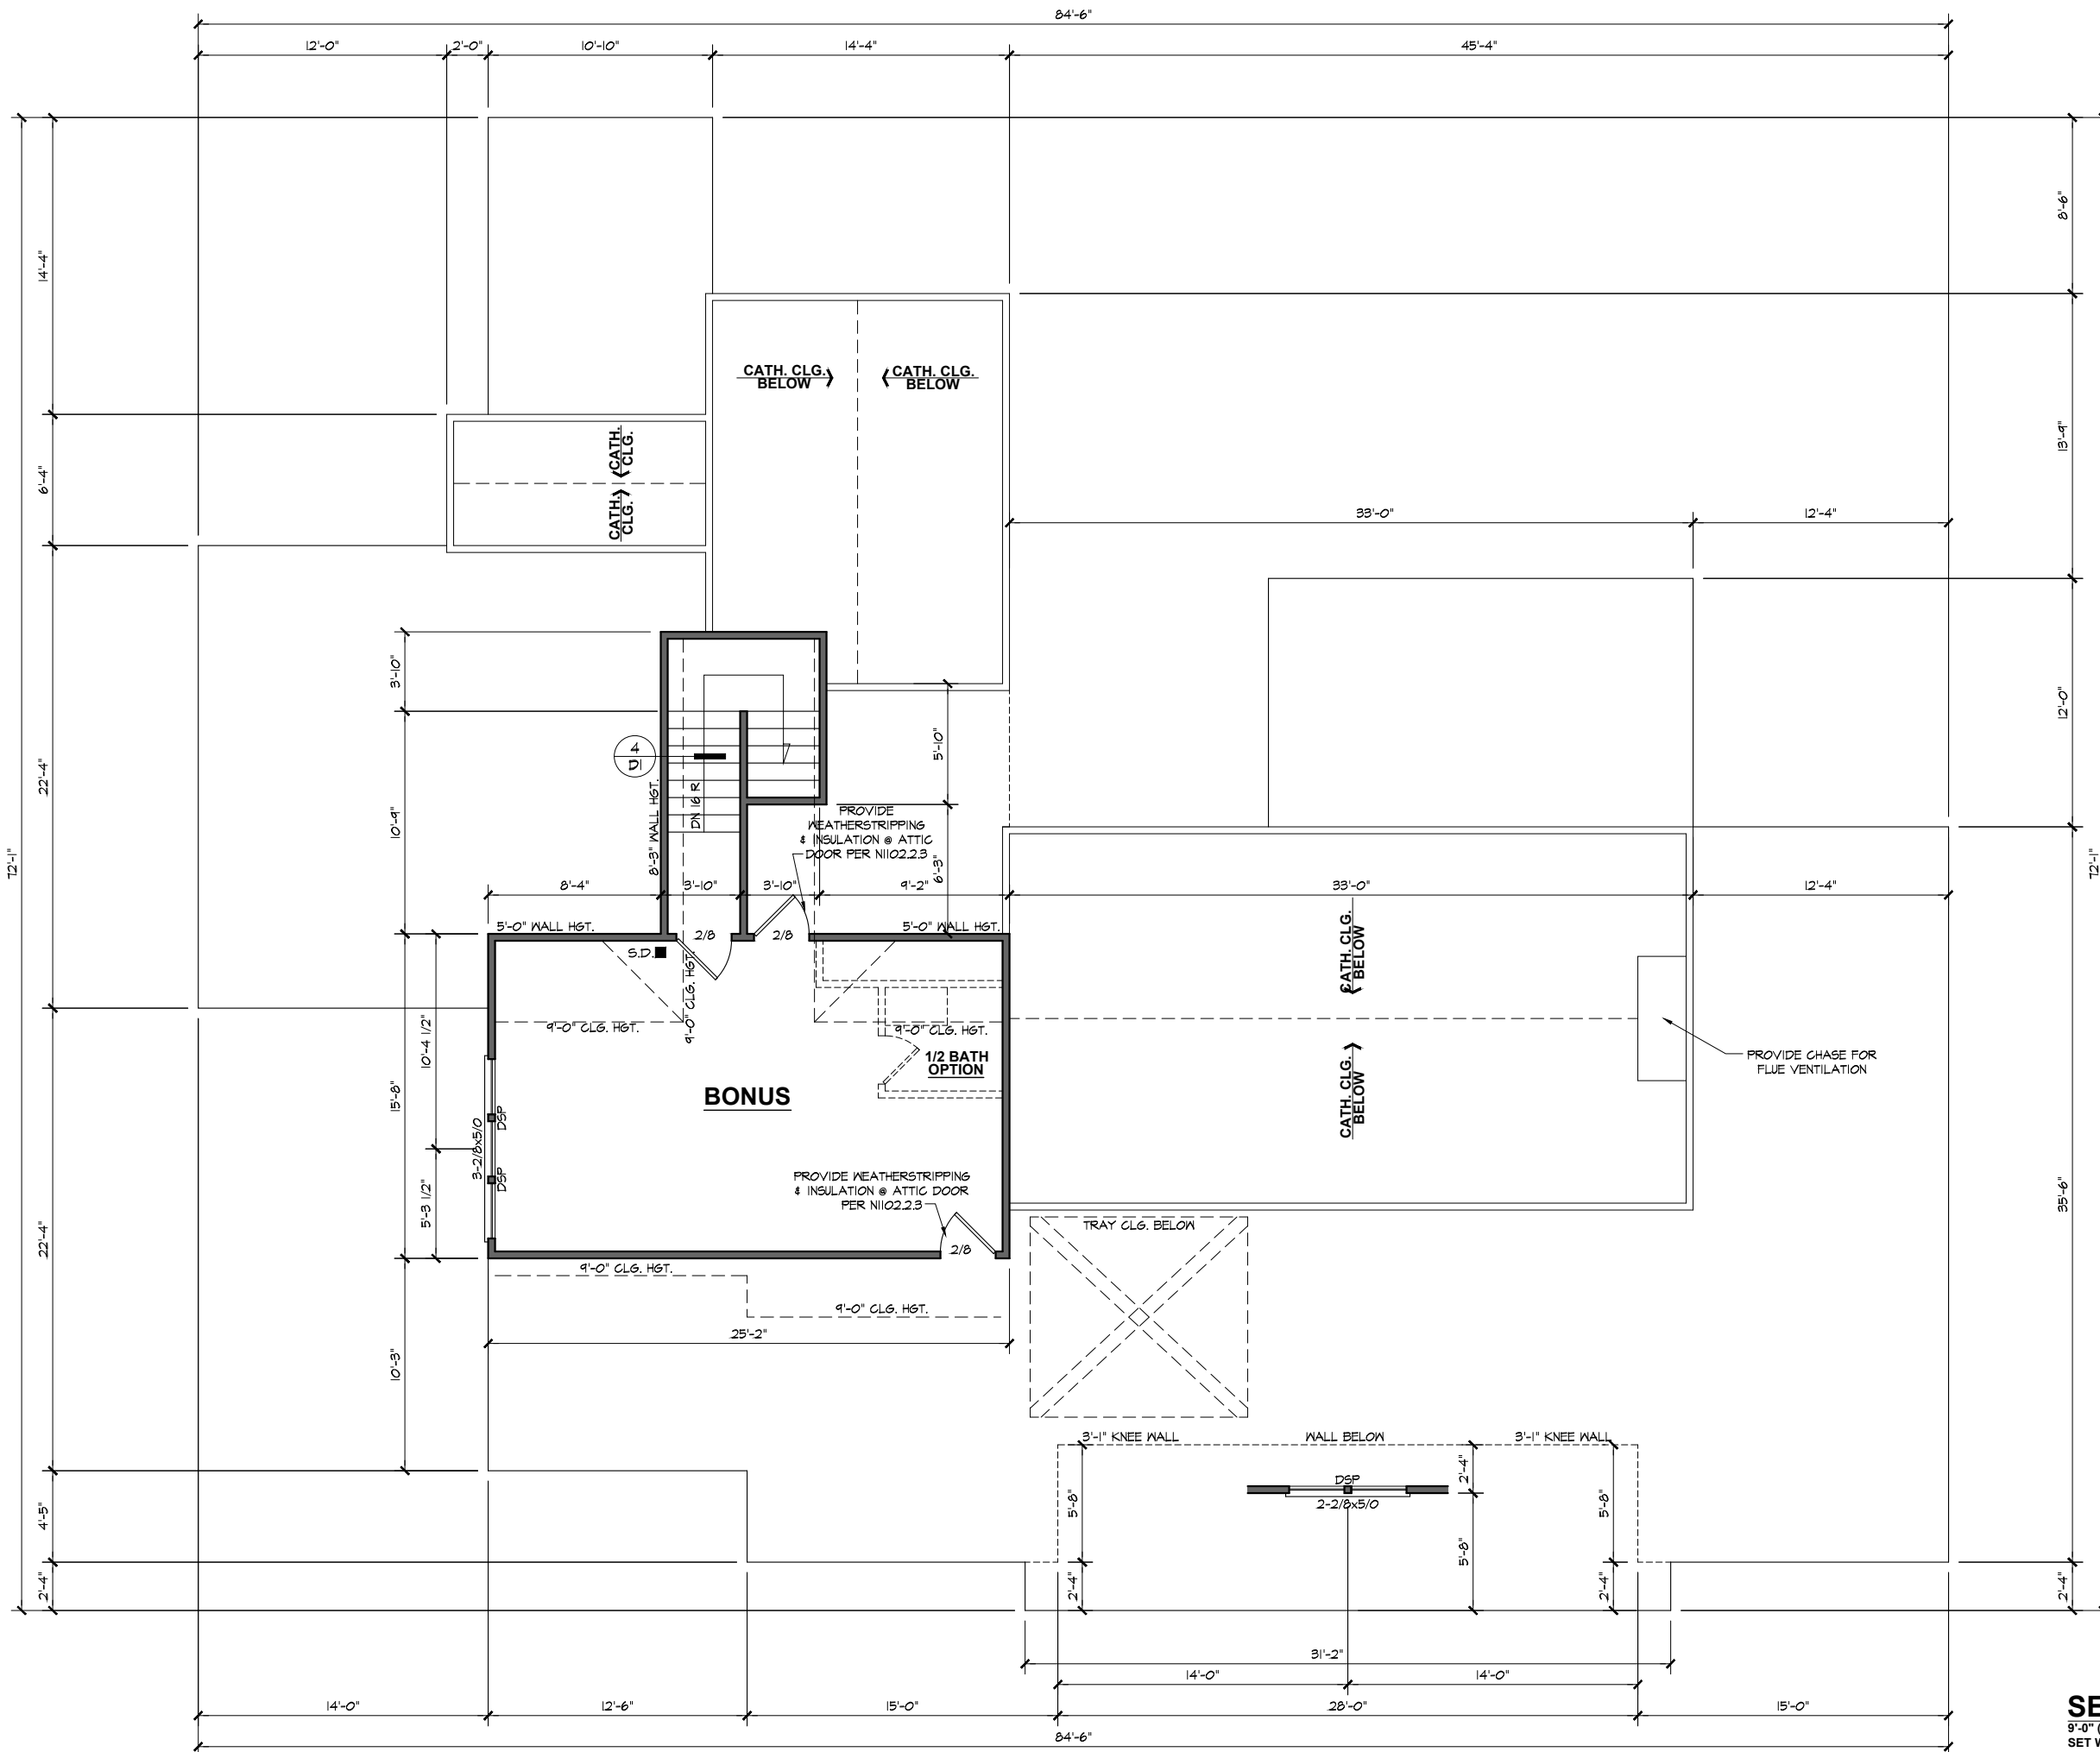 84'-6"
12'-0"
2'-0"
10'-10"
14'-4"
45'-4"
8'-6"
14'-4"
CATH. CLG.
BELOW
CATH. CLG.
BELOW
CATH.
CLG.
CATH.
CLG.
6'-4"
13'-9"
33'-0"
12'-4"
3'-10"
12'-0"
5'-10"
4
D1
22'-4"
10'-9"
8'-3" WALL HGT.
DN 16 R
PROVIDE
WEATHERSTRIPPING
& INSULATION @ ATTIC
DOOR PER N1102.2.3
6'-3"
72'-1"
72'-1"
8'-4"
3'-10"
3'-10"
9'-2"
33'-0"
12'-4"
5'-0" WALL HGT.
2/8
2/8
5'-0" WALL HGT.
S.D.
9'-0" CLG. HGT.
9'-0" CLG. HGT.
9'-0" CLG. HGT.
CATH. CLG.
BELOW
CATH. CLG.
BELOW
10'-4 1/2"
15'-8"
1/2 BATH
OPTION
BONUS
PROVIDE CHASE FOR
FLUE VENTILATION
3-2/8x5/0
DSP
DSP
5'-3 1/2"
PROVIDE WEATHERSTRIPPING
& INSULATION @ ATTIC DOOR
PER N1102.2.3
2/8
35'-6"
22'-4"
TRAY CLG. BELOW
9'-0" CLG. HGT.
9'-0" CLG. HGT.
25'-2"
10'-3"
3'-1" KNEE WALL
WALL BELOW
3'-1" KNEE WALL
2'-4"
DSP
2-2/8x5/0
5'-8"
5'-8"
5'-8"
4'-5"
2'-4"
2'-4"
2'-4"
2'-4"
31'-2"
14'-0"
14'-0"
14'-0"
12'-6"
15'-0"
28'-0"
15'-0"
84'-6"
SE
9'-0" (
SET